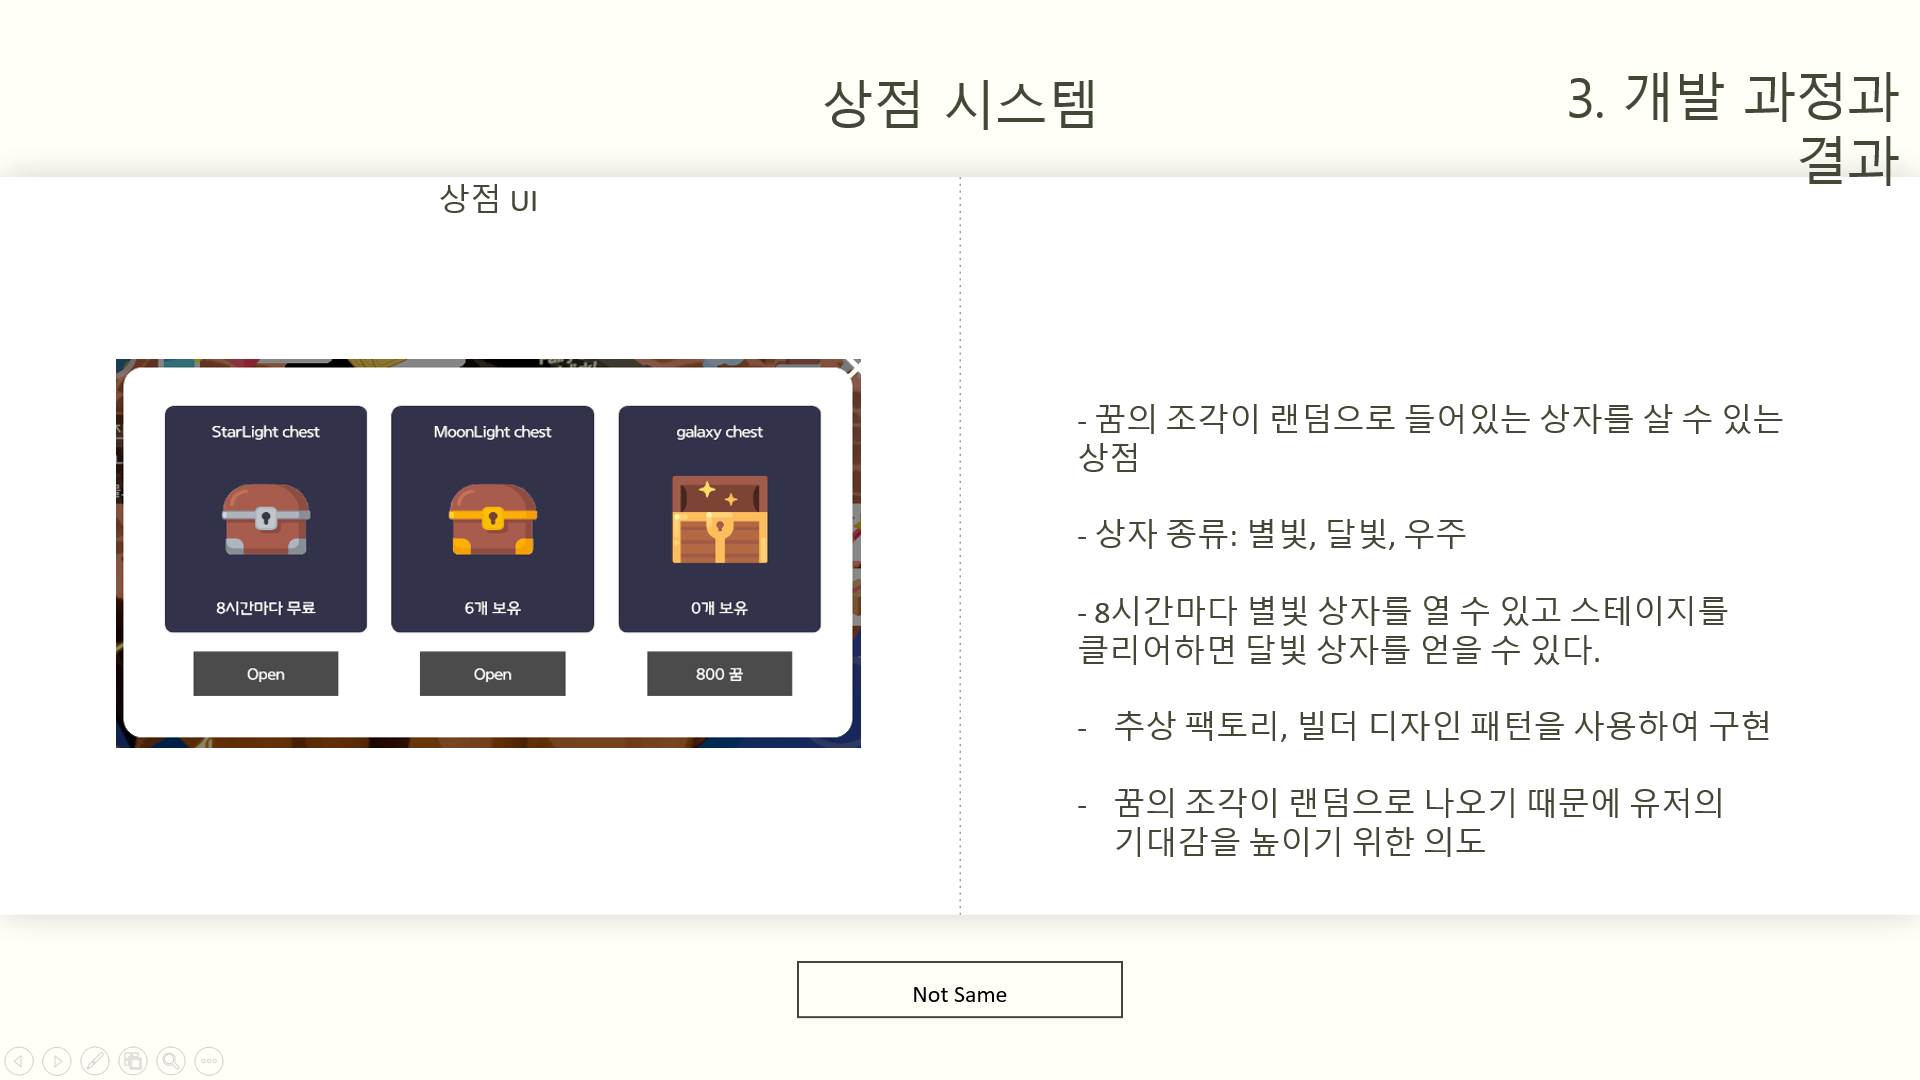 상점 시스템
3. 개발 과정과
결과
상점 UI
StarLight chest
MoonLight chest
galaxy chest
8시간마다 무료
6개 보유
0개 보유
Open
Open
800 꿈
- 꿈의 조각이 랜덤으로 들어있는 상자를 살 수 있는
상점
- 상자 종류: 별빛, 달빛, 우주
- 8시간마다 별빛 상자를 열 수 있고 스테이지를
클리어하면 달빛 상자를 얻을 수 있다.
- 추상 팩토리, 빌더 디자인 패턴을 사용하여 구현
- 꿈의 조각이 랜덤으로 나오기 때문에 유저의
기대감을 높이기 위한 의도
Not Same